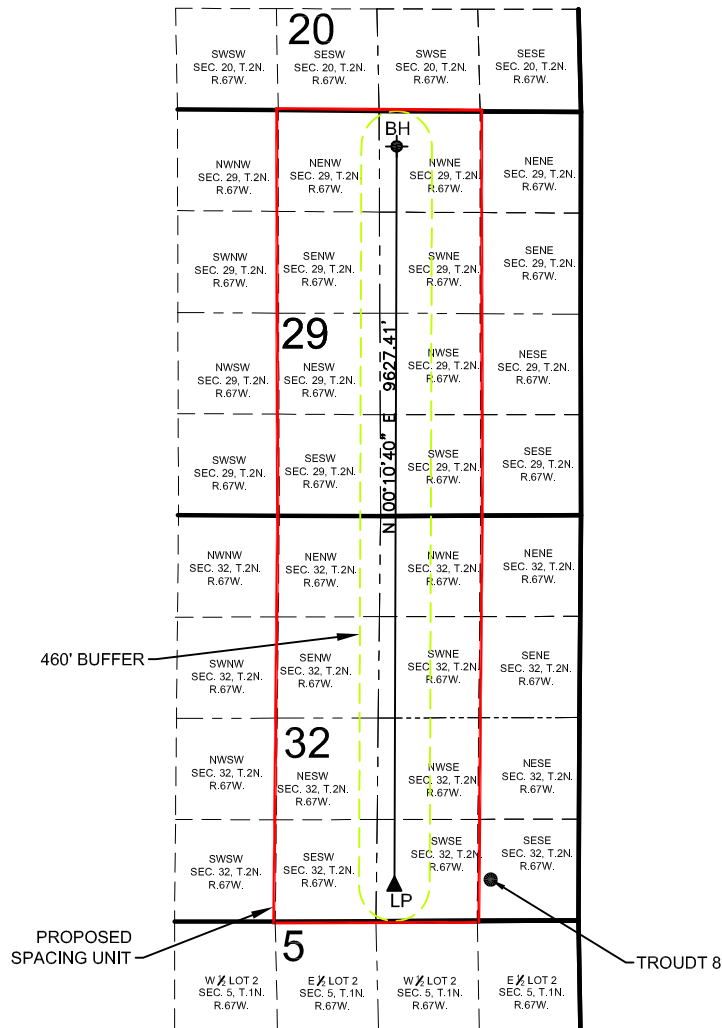 20
SWSW
SEC. 20, T.2N.
R.67W.
SESW
SEC. 20, T.2N.
R.67W.
SWSE
SEC. 20, T.2N.
R.67W.
SESE
SEC. 20, T.2N.
R.67W.
BH
NWNW
SEC. 29, T.2N.
R.67W.
NENW
SEC. 29, T.2N.
R.67W.
NWNE
SEC. 29, T.2N.
R.67W.
NENE
SEC. 29, T.2N.
R.67W.
SWNW
SEC. 29, T.2N.
R.67W.
SENW
SEC. 29, T.2N.
R.67W.
SWNE
SEC. 29, T.2N.
R.67W.
SENE
SEC. 29, T.2N.
R.67W.
29
NWSW
SEC. 29, T.2N.
R.67W.
NESW
SEC. 29, T.2N.
R.67W.
NWSE
SEC. 29, T.2N.
R.67W.
NESE
SEC. 29, T.2N.
R.67W.
N 00°10'40" E 9627.41'
SWSW
SEC. 29, T.2N.
R.67W.
SESW
SEC. 29, T.2N.
R.67W.
SWSE
SEC. 29, T.2N.
R.67W.
SESE
SEC. 29, T.2N.
R.67W.
NWNW
SEC. 32, T.2N.
R.67W.
NENW
SEC. 32, T.2N.
R.67W.
NWNE
SEC. 32, T.2N.
R.67W.
NENE
SEC. 32, T.2N.
R.67W.
460' BUFFER
SWNW
SEC. 32, T.2N.
R.67W.
SENW
SEC. 32, T.2N.
R.67W.
SWNE
SEC. 32, T.2N.
R.67W.
SENE
SEC. 32, T.2N.
R.67W.
32
NWSW
SEC. 32, T.2N.
R.67W.
NESW
SEC. 32, T.2N.
R.67W.
NWSE
SEC. 32, T.2N.
R.67W.
NESE
SEC. 32, T.2N.
R.67W.
SWSW
SEC. 32, T.2N.
R.67W.
SESW
SEC. 32, T.2N.
R.67W.
SWSE
SEC. 32, T.2N.
R.67W.
SESE
SEC. 32, T.2N.
R.67W.
LP
PROPOSED
SPACING UNIT
5
TROUDT 8
W ½ LOT 2
SEC. 5, T.1N.
R.67W.
E ½ LOT 2
SEC. 5, T.1N.
R.67W.
W ½ LOT 2
SEC. 5, T.1N.
R.67W.
E ½ LOT 2
SEC. 5, T.1N.
R.67W.